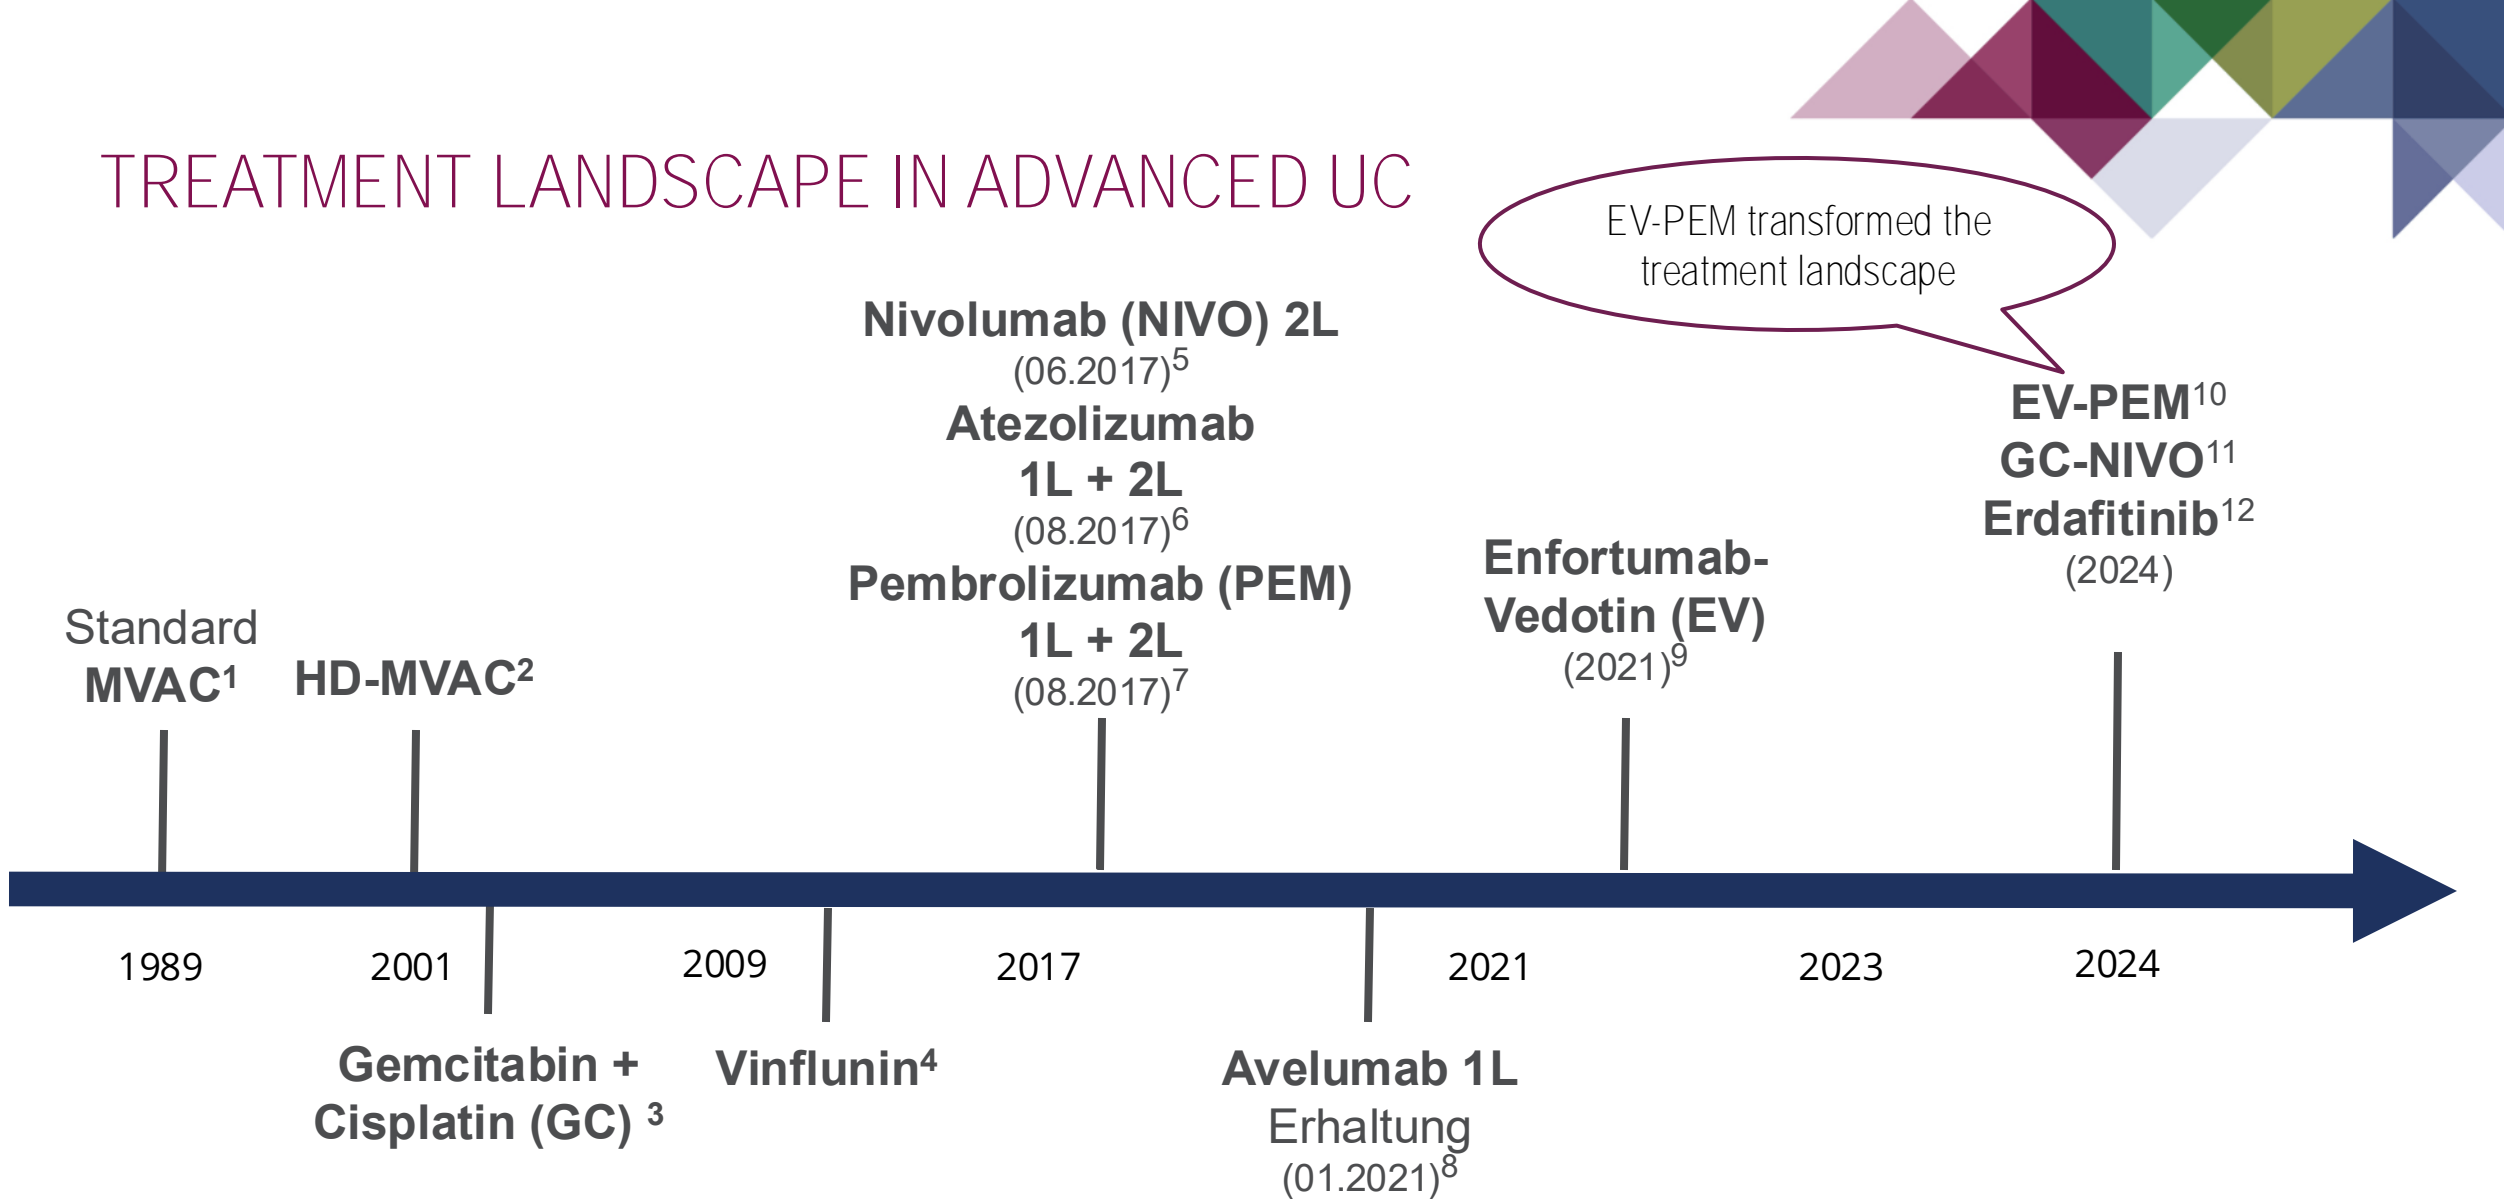 TREATMENT LANDSCAPE IN ADVANCED UC
EV-PEM transformed the
treatment landscape
Nivolumab (NIVO) 2L
(06.2017)⁵
Atezolizumab
1L + 2L
(08.2017)⁶
Pembrolizumab (PEM)
1L + 2L
(08.2017)⁷
EV-PEM¹⁰
GC-NIVO¹¹
Erdafitinib¹²
(2024)
Enfortumab-
Vedotin (EV)
(2021)⁹
Standard
MVAC¹
HD-MVAC²
1989
2001
2009
2017
2021
2023
2024
Gemcitabin +
Cisplatin (GC) ³
Vinflunin⁴
Avelumab 1L
Erhaltung
(01.2021)⁸